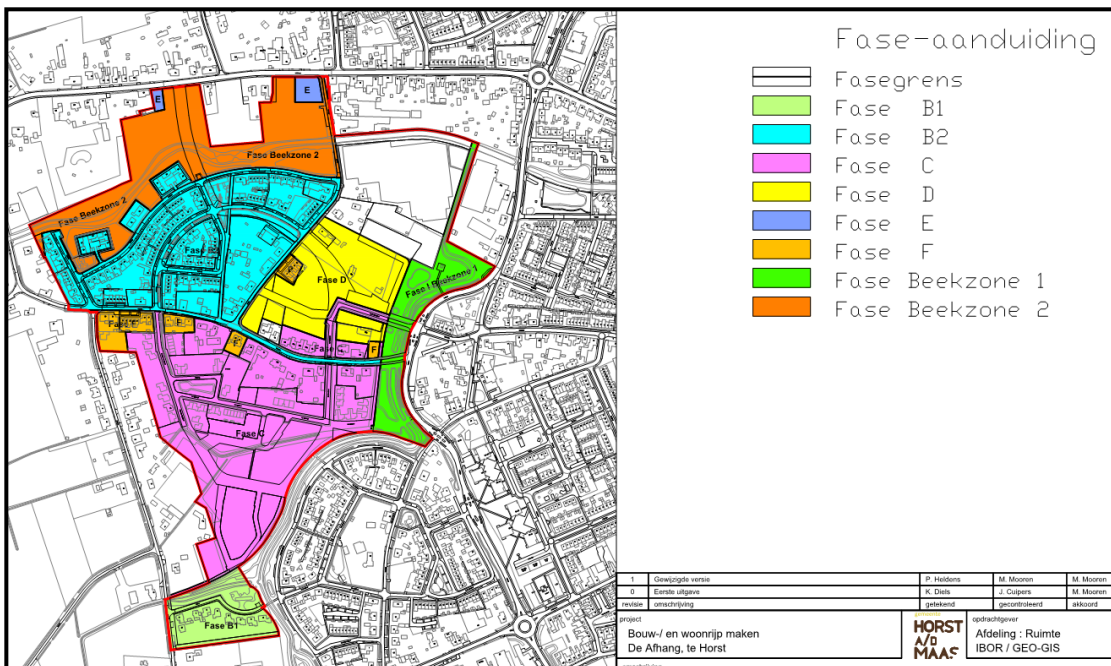 Fase-aanduiding
Fasegrens
Fase B1
Fase B2
Fase C
Fase D
Fase E
Fase F
Fase Beekzone 1
Fase Beekzone 2
E
E
Fase Beekzone 2
Fase Beekzone 2
Fase D
Fase C
Fase B1
1 Gewijzigde versie P. Heldens M. Mooren M. Mooren
0 Eerste uitgave K. Diels J. Cuipers M. Mooren
revisie omschrijving getekend gecontroleerd akkoord
project
Bouw-/ en woonrijp maken
De Afhang, te Horst
gemeente
HORST
A/D
MAAS
opdrachtgever
Afdeling : Ruimte
IBOR / GEO-GIS